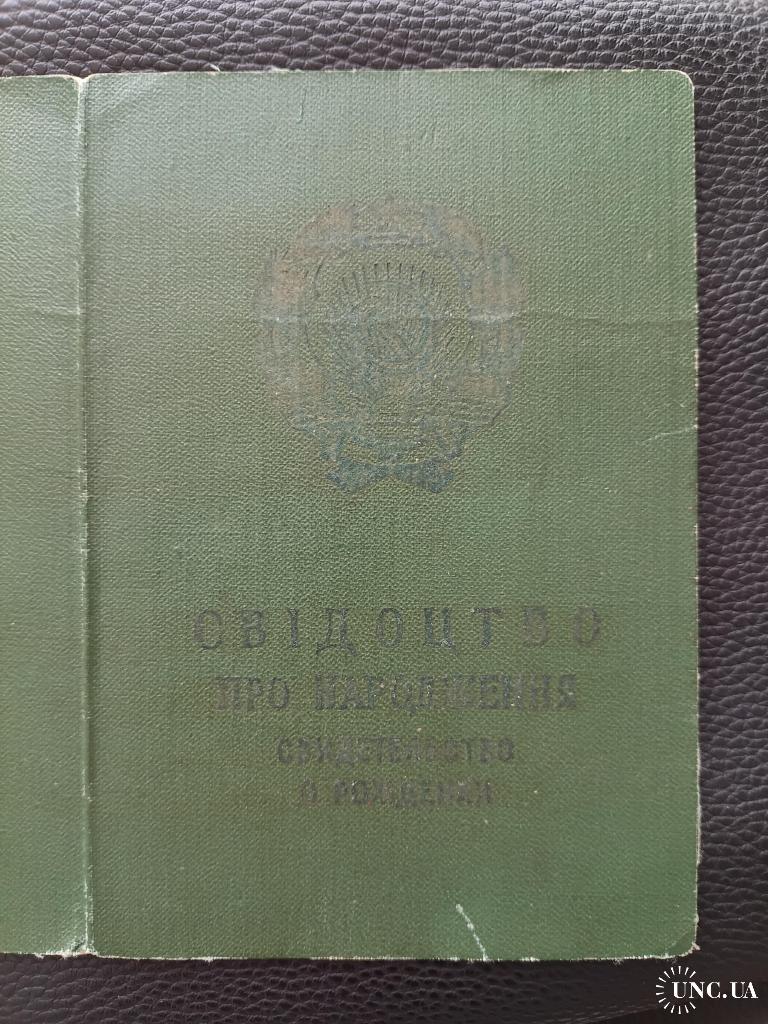 СВІДОЦТВО
ПРО НАРОДЖЕННЯ
СВИДЕТЕЛЬСТВО
О РОЖДЕНИИ
UNC.UA